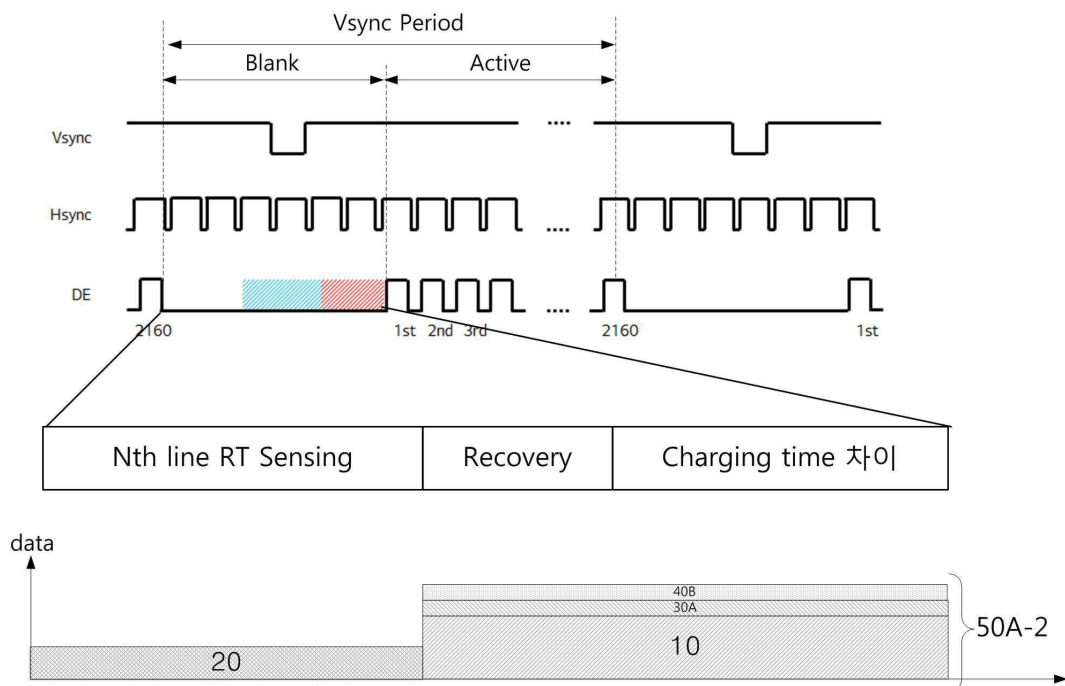 Vsync Period
Blank Active
Vsync ....
Hsync ....
DE ....
2160 1st 2nd 3rd 2160 1st
Nth line RT Sensing Recovery Charging time 차이
data
40B
30A
20 10 50A-2